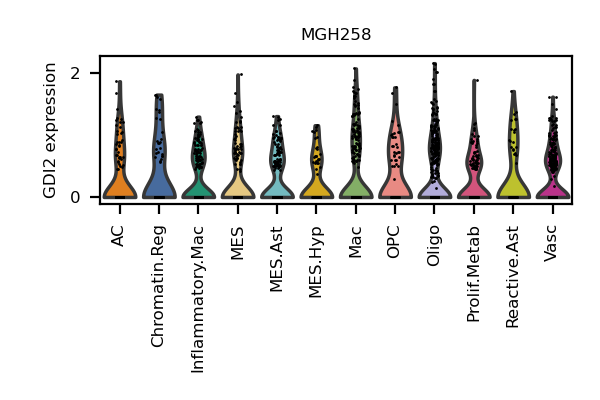 MGH258
GDI2 expression
2
0
AC
Chromatin.Reg
Inflammatory.Mac
MES
MES.Ast
MES.Hyp
Mac
OPC
Oligo
Prolif.Metab
Reactive.Ast
Vasc